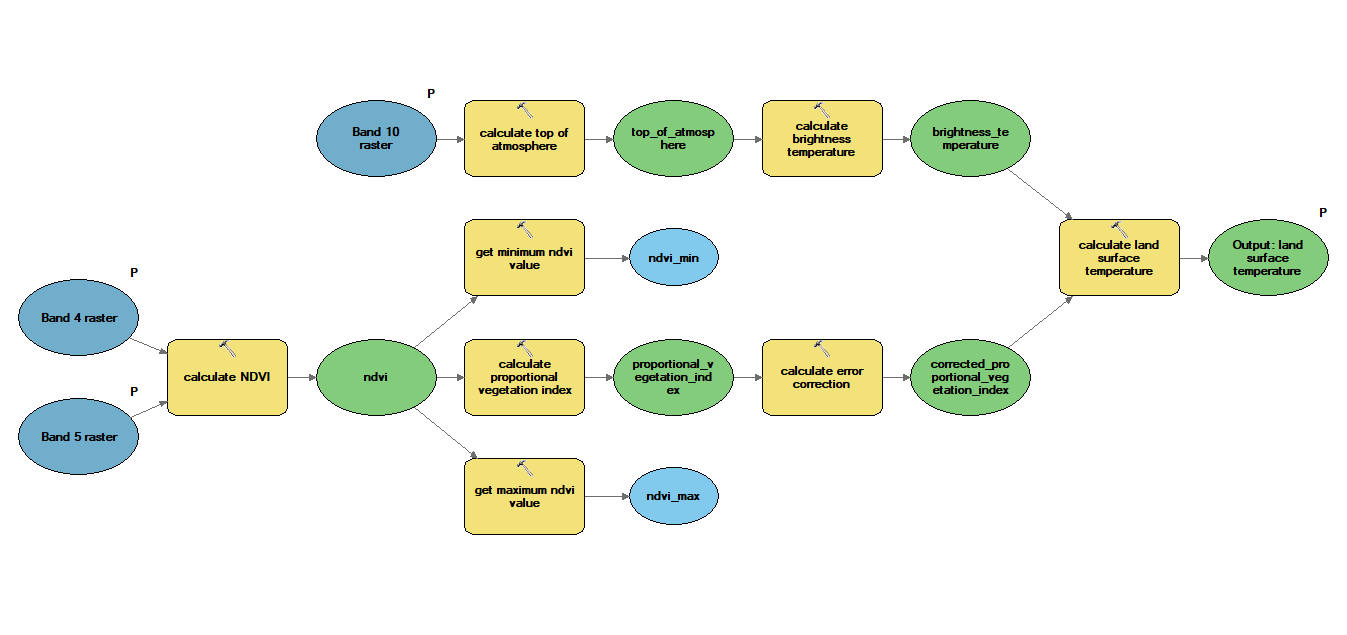 P
Band 10
raster
calculate top of
atmosphere
top_of_atmosp
here
calculate
brightness
temperature
brightness_te
mperature
get minimum ndvi
value
ndvi_min
P
calculate land
surface
temperature
Output: land
surface
temperature
P
Band 4 raster
P
Band 5 raster
calculate NDVI
ndvi
calculate
proportional
vegetation index
proportional_v
egetation_ind
ex
calculate error
correction
corrected_pro
portional_veg
etation_index
get maximum ndvi
value
ndvi_max